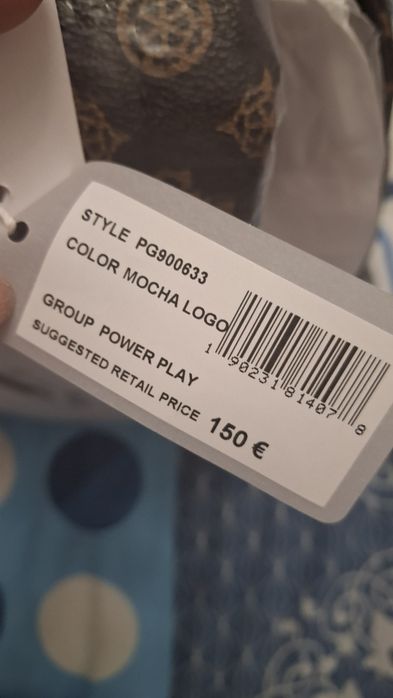 STYLE PG900633
COLOR MOCHA LOGO
1 90231 81407 8
GROUP POWER PLAY
SUGGESTED RETAIL PRICE 150 €